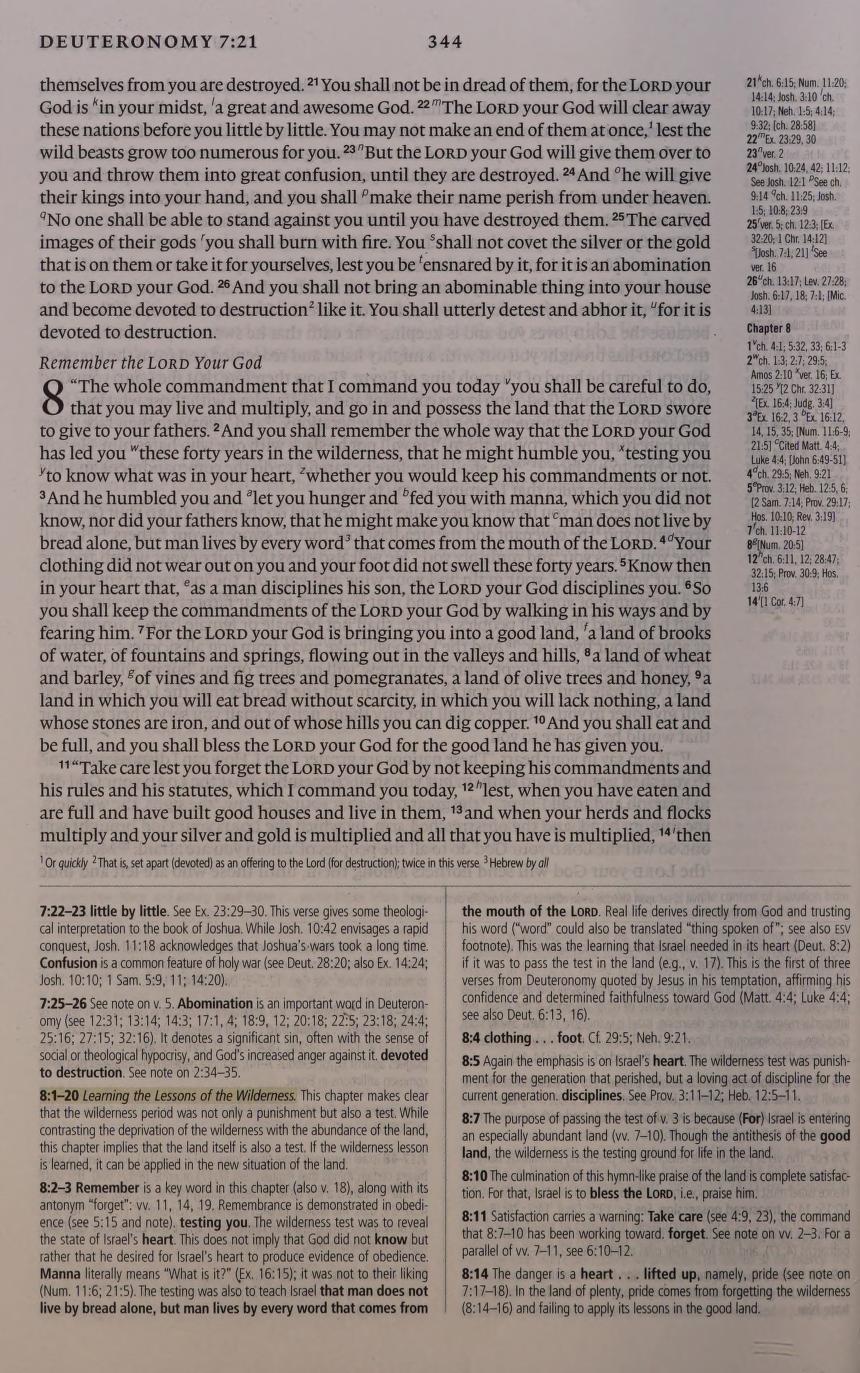 DEUTERONOMY 7:21
344
themselves from you are destroyed. 21 You shall not be in dread of them, for the LORD your
God is k in your midst, l a great and awesome God. 22 m The LORD your God will clear away
these nations before you little by little. You may not make an end of them at once,1 lest the
wild beasts grow too numerous for you. 23 n But the LORD your God will give them over to
you and throw them into great confusion, until they are destroyed. 24 And o he will give
their kings into your hand, and you shall p make their name perish from under heaven.
q No one shall be able to stand against you until you have destroyed them. 25 The carved
images of their gods r you shall burn with fire. You s shall not covet the silver or the gold
that is on them or take it for yourselves, lest you be t ensnared by it, for it is an abomination
to the LORD your God. 26 And you shall not bring an abominable thing into your house
and become devoted to destruction2 like it. You shall utterly detest and abhor it, u for it is
devoted to destruction.
Remember the LORD Your God
8 “The whole commandment that I command you today v you shall be careful to do,
that you may live and multiply, and go in and possess the land that the LORD swore
to give to your fathers. 2 And you shall remember the whole way that the LORD your God
has led you w these forty years in the wilderness, that he might humble you, x testing you
y to know what was in your heart, z whether you would keep his commandments or not.
3 And he humbled you and a let you hunger and b fed you with manna, which you did not
know, nor did your fathers know, that he might make you know that c man does not live by
bread alone, but man lives by every word3 that comes from the mouth of the LORD. 4 d Your
clothing did not wear out on you and your foot did not swell these forty years. 5 Know then
in your heart that, e as a man disciplines his son, the LORD your God disciplines you. 6 So
you shall keep the commandments of the LORD your God by walking in his ways and by
fearing him. 7 For the LORD your God is bringing you into a good land, f a land of brooks
of water, of fountains and springs, flowing out in the valleys and hills, 8 a land of wheat
and barley, g of vines and fig trees and pomegranates, a land of olive trees and honey, 9 a
land in which you will eat bread without scarcity, in which you will lack nothing, a land
whose stones are iron, and out of whose hills you can dig copper. 10 And you shall eat and
be full, and you shall bless the LORD your God for the good land he has given you.
11 “Take care lest you forget the LORD your God by not keeping his commandments and
his rules and his statutes, which I command you today, 12 h lest, when you have eaten and
are full and have built good houses and live in them, 13 and when your herds and flocks
multiply and your silver and gold is multiplied and all that you have is multiplied, 14 i then
1 Or quickly 2 That is, set apart (devoted) as an offering to the Lord (for destruction); twice in this verse 3 Hebrew by all
21 k ch. 6:15; Num. 11:20;
14:14; Josh. 3:10 l ch.
10:17; Neh. 1:5; 4:14;
9:32; [ch. 28:58]
22 m Ex. 23:29, 30
23 n ver. 2
24 o Josh. 10:24, 42; 11:12;
See Josh. 12:1 p See ch.
9:14 q ch. 11:25; Josh.
1:5; 10:8; 23:9
25 r ver. 5; ch. 12:3; [Ex.
32:20; 1 Chr. 14:12]
s [Josh. 7:1, 21] t See
ver. 16
26 u ch. 13:17; Lev. 27:28;
Josh. 6:17, 18; 7:1; [Mic.
4:13]
Chapter 8
1 v ch. 4:1; 5:32, 33; 6:1-3
2 w ch. 1:3; 2:7; 29:5;
Amos 2:10 x ver. 16; Ex.
15:25 y [2 Chr. 32:31]
z [Ex. 16:4; Judg. 3:4]
3 a Ex. 16:2, 3 b Ex. 16:12,
14, 15, 35; [Num. 11:6-9;
21:5] c Cited Matt. 4:4;
Luke 4:4; [John 6:49-51]
4 d ch. 29:5; Neh. 9:21
5 e Prov. 3:12; Heb. 12:5, 6;
[2 Sam. 7:14; Prov. 29:17;
Hos. 10:10; Rev. 3:19]
7 f ch. 11:10-12
8 g [Num. 20:5]
12 h ch. 6:11, 12; 28:47;
32:15; Prov. 30:9; Hos.
13:6
14 i [1 Cor. 4:7]
7:22–23 little by little. See Ex. 23:29–30. This verse gives some theologi-
cal interpretation to the book of Joshua. While Josh. 10:42 envisages a rapid
conquest, Josh. 11:18 acknowledges that Joshua's wars took a long time.
Confusion is a common feature of holy war (see Deut. 28:20; also Ex. 14:24;
Josh. 10:10; 1 Sam. 5:9, 11; 14:20).
7:25–26 See note on v. 5. Abomination is an important word in Deuteron-
omy (see 12:31; 13:14; 14:3; 17:1, 4; 18:9, 12; 20:18; 22:5; 23:18; 24:4;
25:16; 27:15; 32:16). It denotes a significant sin, often with the sense of
social or theological hypocrisy, and God's increased anger against it. devoted
to destruction. See note on 2:34–35.
8:1–20 Learning the Lessons of the Wilderness. This chapter makes clear
that the wilderness period was not only a punishment but also a test. While
contrasting the deprivation of the wilderness with the abundance of the land,
this chapter implies that the land itself is also a test. If the wilderness lesson
is learned, it can be applied in the new situation of the land.
8:2–3 Remember is a key word in this chapter (also v. 18), along with its
antonym “forget”: vv. 11, 14, 19. Remembrance is demonstrated in obedi-
ence (see 5:15 and note). testing you. The wilderness test was to reveal
the state of Israel's heart. This does not imply that God did not know but
rather that he desired for Israel's heart to produce evidence of obedience.
Manna literally means “What is it?” (Ex. 16:15); it was not to their liking
(Num. 11:6; 21:5). The testing was also to teach Israel that man does not
live by bread alone, but man lives by every word that comes from
the mouth of the LORD. Real life derives directly from God and trusting
his word (“word” could also be translated “thing spoken of”; see also ESV
footnote). This was the learning that Israel needed in its heart (Deut. 8:2)
if it was to pass the test in the land (e.g., v. 17). This is the first of three
verses from Deuteronomy quoted by Jesus in his temptation, affirming his
confidence and determined faithfulness toward God (Matt. 4:4; Luke 4:4;
see also Deut. 6:13, 16).
8:4 clothing . . . foot. Cf. 29:5; Neh. 9:21.
8:5 Again the emphasis is on Israel's heart. The wilderness test was punish-
ment for the generation that perished, but a loving act of discipline for the
current generation. disciplines. See Prov. 3:11–12; Heb. 12:5–11.
8:7 The purpose of passing the test of v. 3 is because (For) Israel is entering
an especially abundant land (vv. 7–10). Though the antithesis of the good
land, the wilderness is the testing ground for life in the land.
8:10 The culmination of this hymn-like praise of the land is complete satisfac-
tion. For that, Israel is to bless the LORD, i.e., praise him.
8:11 Satisfaction carries a warning: Take care (see 4:9, 23), the command
that 8:7–10 has been working toward. forget. See note on vv. 2–3. For a
parallel of vv. 7–11, see 6:10–12.
8:14 The danger is a heart . . . lifted up, namely, pride (see note on
7:17–18). In the land of plenty, pride comes from forgetting the wilderness
(8:14–16) and failing to apply its lessons in the good land.